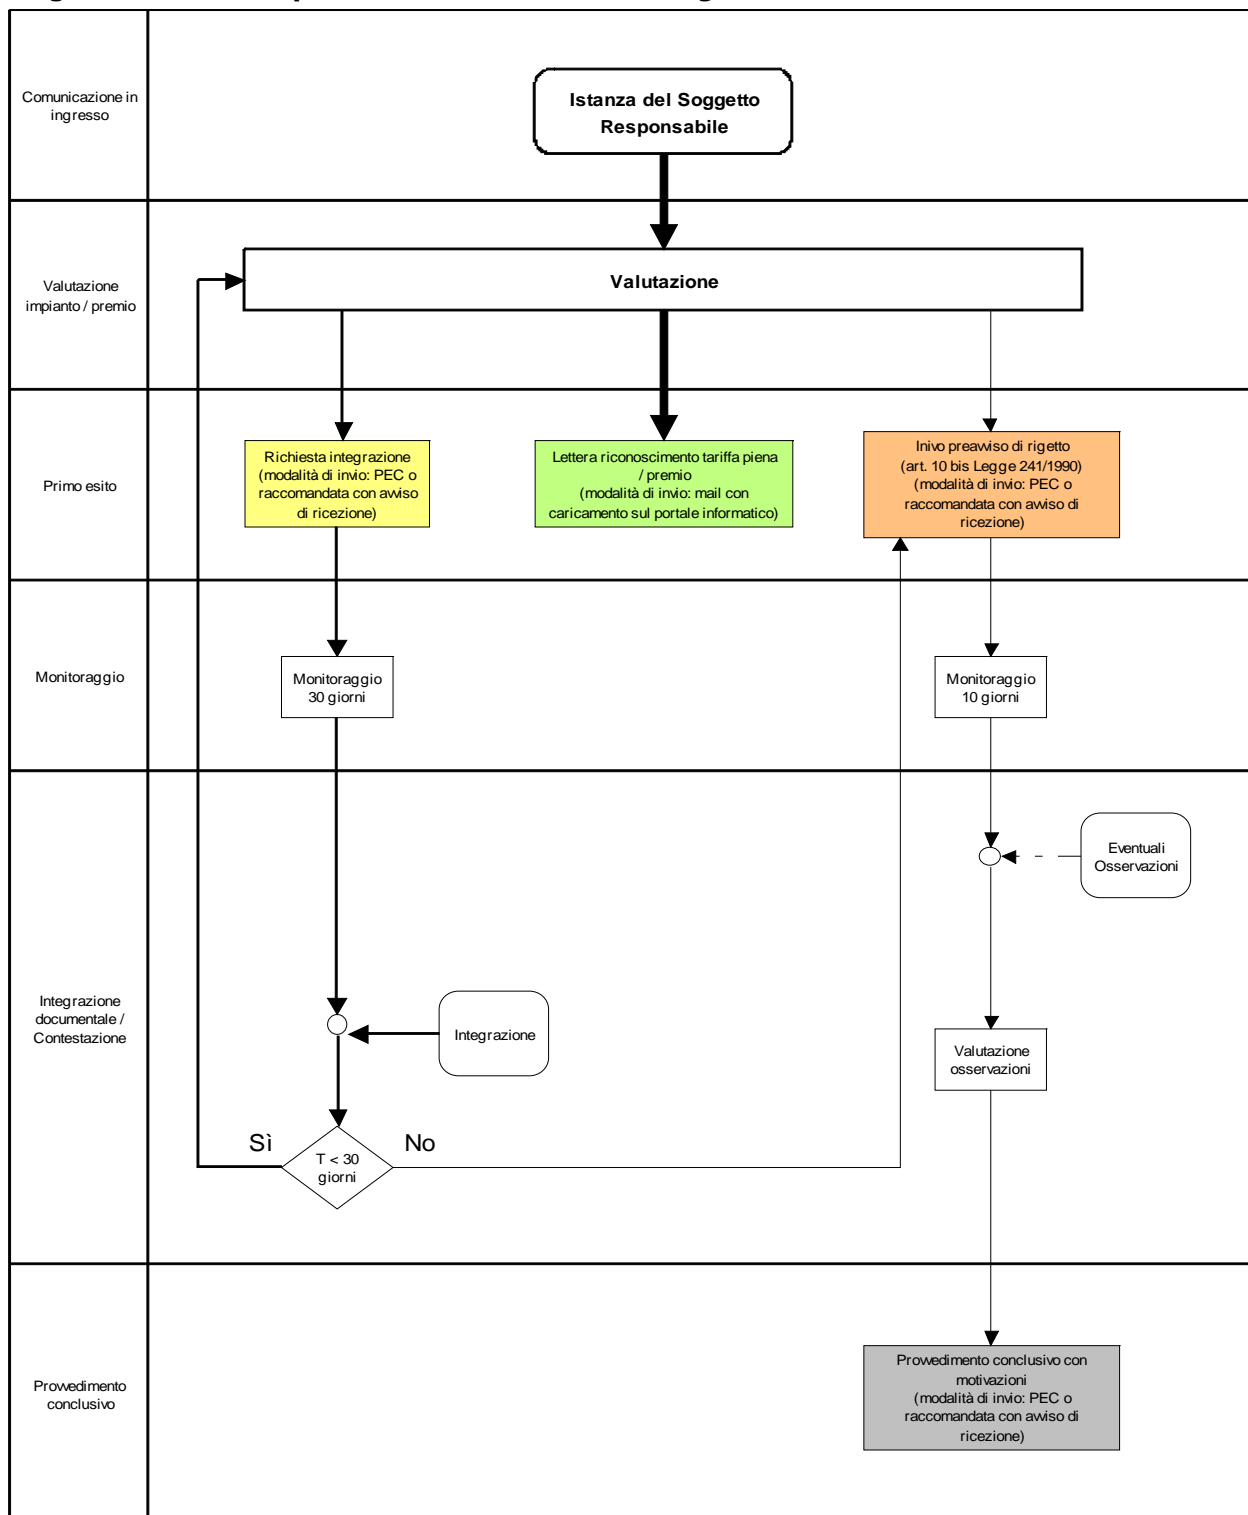 Comunicazione in
ingresso
Istanza del Soggetto
Responsabile
Valutazione
impianto / premio
Valutazione
Primo esito
Richiesta integrazione
(modalità di invio: PEC o
raccomandata con avviso
di ricezione)
Lettera riconoscimento tariffa piena
/ premio
(modalità di invio: mail con
caricamento sul portale informatico)
Inivo preavviso di rigetto
(art. 10 bis Legge 241/1990)
(modalità di invio: PEC o
raccomandata con avviso di
ricezione)
Monitoraggio
Monitoraggio
30 giorni
Monitoraggio
10 giorni
Eventuali
Osservazioni
Integrazione
documentale /
Contestazione
Integrazione
Valutazione
osservazioni
Sì
No
T < 30
giorni
Provvedimento
conclusivo
Provvedimento conclusivo con
motivazioni
(modalità di invio: PEC o
raccomandata con avviso di
ricezione)